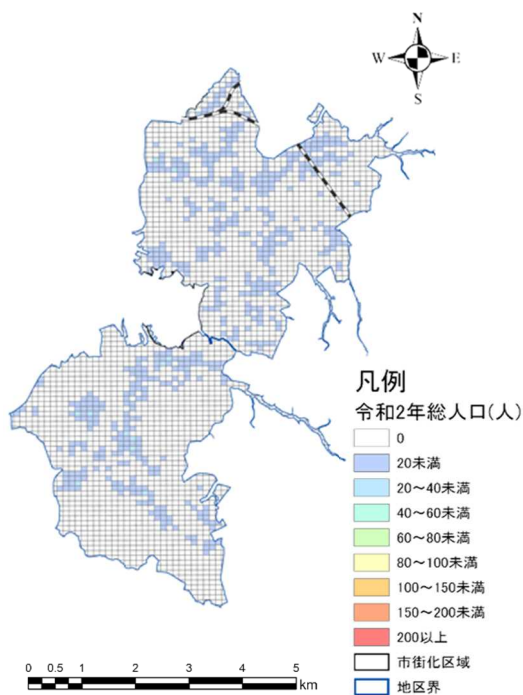 N
W E
S
凡例
令和2年総人口(人)
0
20未満
20～40未満
40～60未満
60～80未満
80～100未満
100～150未満
150～200未満
200以上
市街化区域
地区界
0 0.5 1 2 3 4 5
km